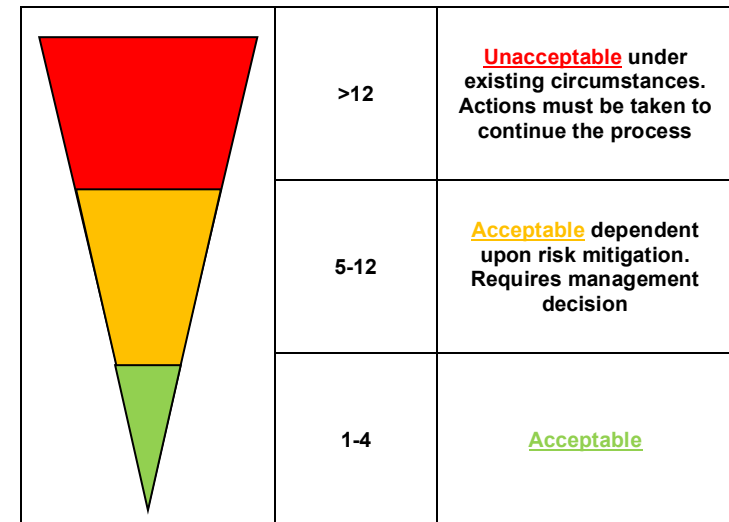 >12
Unacceptable under
existing circumstances.
Actions must be taken to
continue the process
5-12
Acceptable dependent
upon risk mitigation.
Requires management
decision
1-4
Acceptable